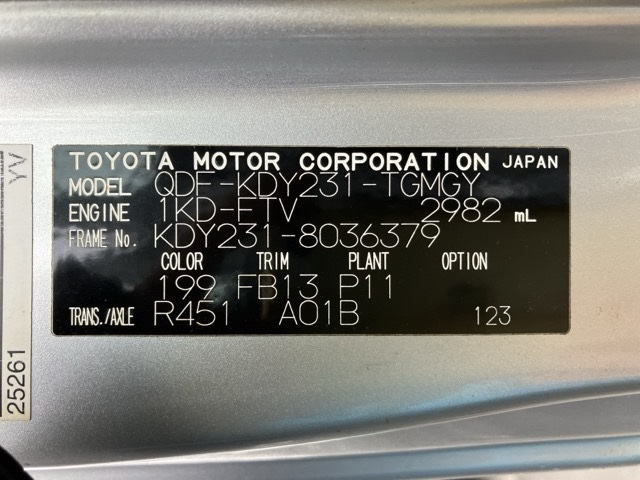 TOYOTA MOTOR CORPORATION JAPAN
MODEL QDF-KDY231-TGMGY
ENGINE 1KD-FTV 2982 mL
FRAME No. KDY231-8036379
COLOR TRIM PLANT OPTION
199 FB13 P11
TRANS./AXLE R451 A01B 123
25261
YV